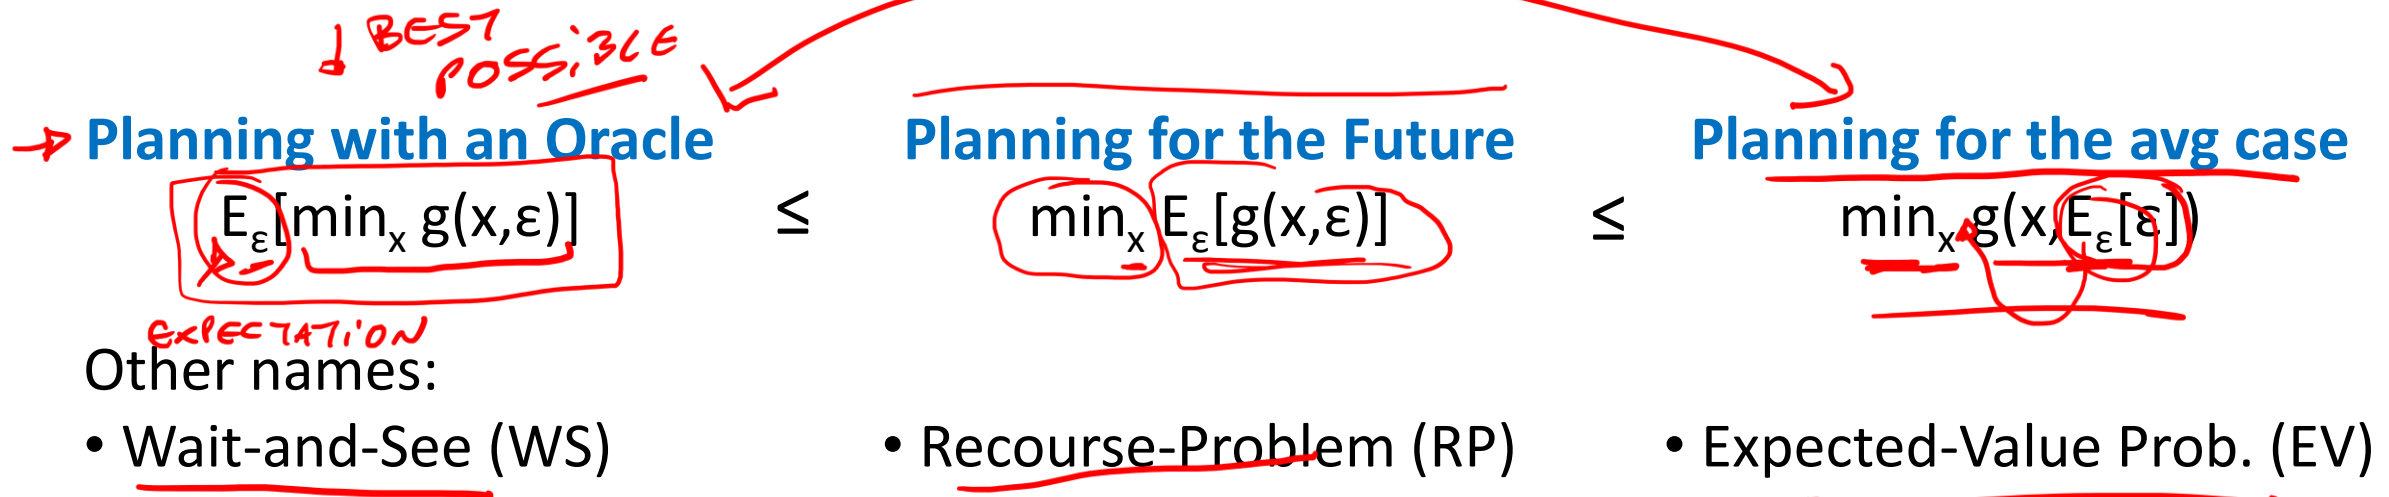 BEST
POSSiBLE
Planning with an Oracle
Planning for the Future
Planning for the avg case
Eε[minx g(x,ε)] ≤ minx Eε[g(x,ε)] ≤ minx g(x,Eε[ε])
EXPECTATiON
Other names:
• Wait-and-See (WS)
• Recourse-Problem (RP)
• Expected-Value Prob. (EV)